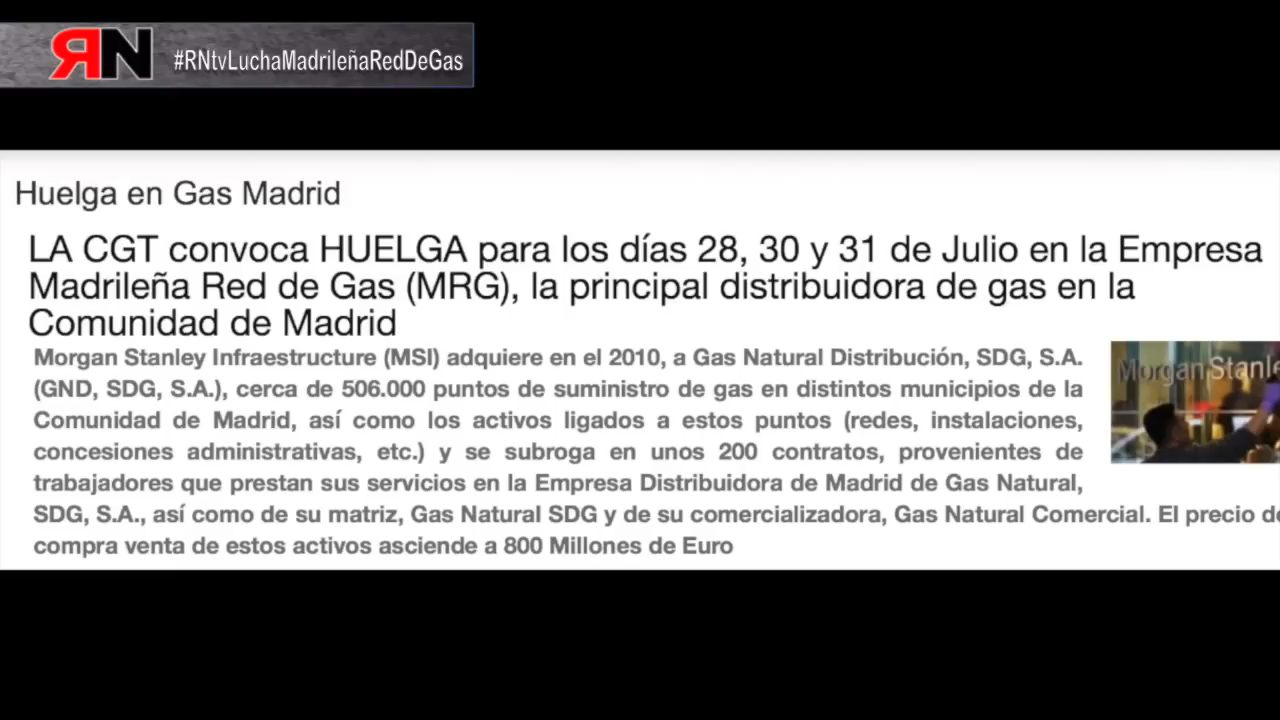 RN #RNtvLuchaMadrileñaRedDeGas
Huelga en Gas Madrid
LA CGT convoca HUELGA para los días 28, 30 y 31 de Julio en la Empresa
Madrileña Red de Gas (MRG), la principal distribuidora de gas en la
Comunidad de Madrid
Morgan Stanley Infraestructure (MSI) adquiere en el 2010, a Gas Natural Distribución, SDG, S.A.
(GND, SDG, S.A.), cerca de 506.000 puntos de suministro de gas en distintos municipios de la
Comunidad de Madrid, así como los activos ligados a estos puntos (redes, instalaciones,
concesiones administrativas, etc.) y se subroga en unos 200 contratos, provenientes de
trabajadores que prestan sus servicios en la Empresa Distribuidora de Madrid de Gas Natural,
SDG, S.A., así como de su matriz, Gas Natural SDG y de su comercializadora, Gas Natural Comercial. El precio de
compra venta de estos activos asciende a 800 Millones de Euro
Morgan Stanle